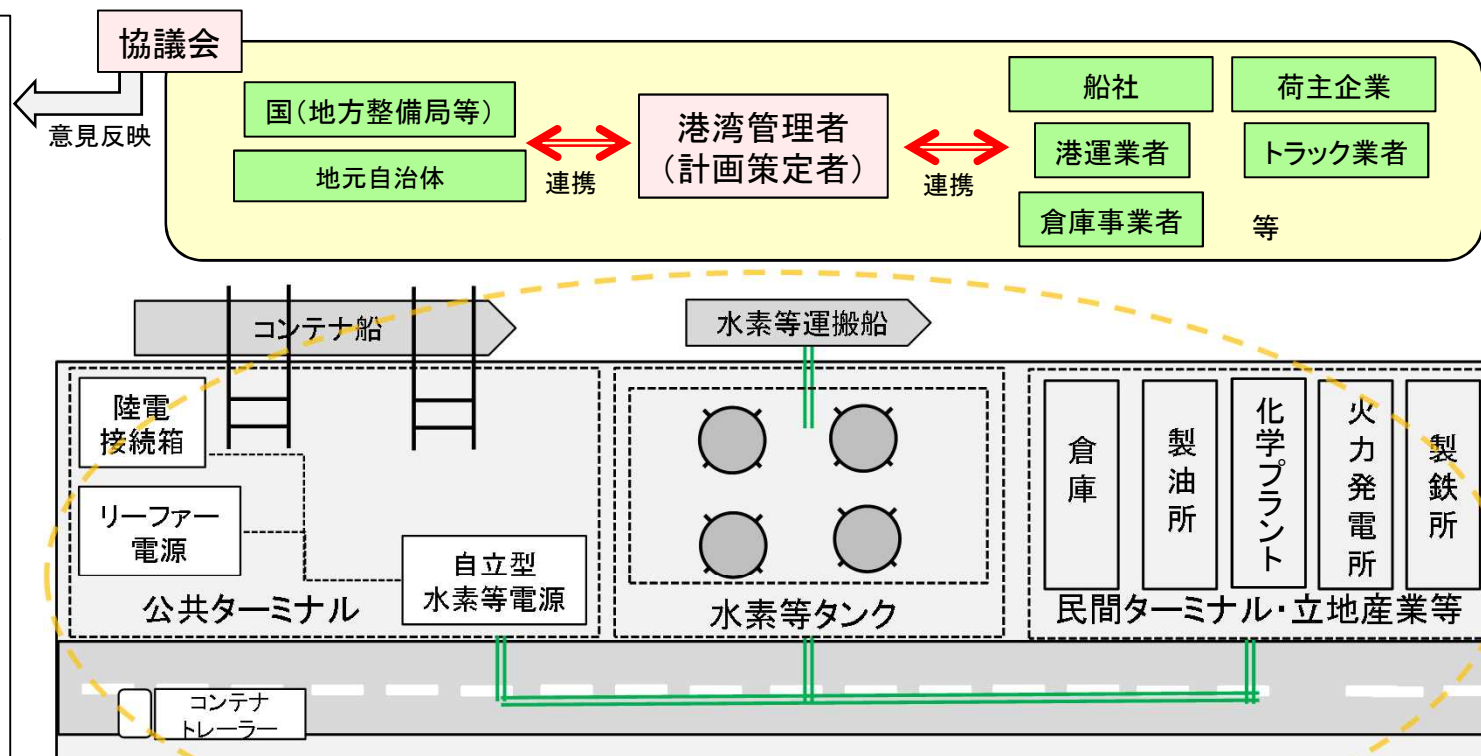 協議会
意見反映
国(地方整備局等)
地元自治体
連携
港湾管理者
(計画策定者)
連携
船社
荷主企業
港運業者
トラック業者
倉庫事業者
等
コンテナ船
水素等運搬船
陸電
接続箱
リーファー
電源
自立型
水素等電源
公共ターミナル
水素等タンク
倉庫
製油所
化学プラント
火力発電所
製鉄所
民間ターミナル・立地産業等
コンテナ
トレーラー